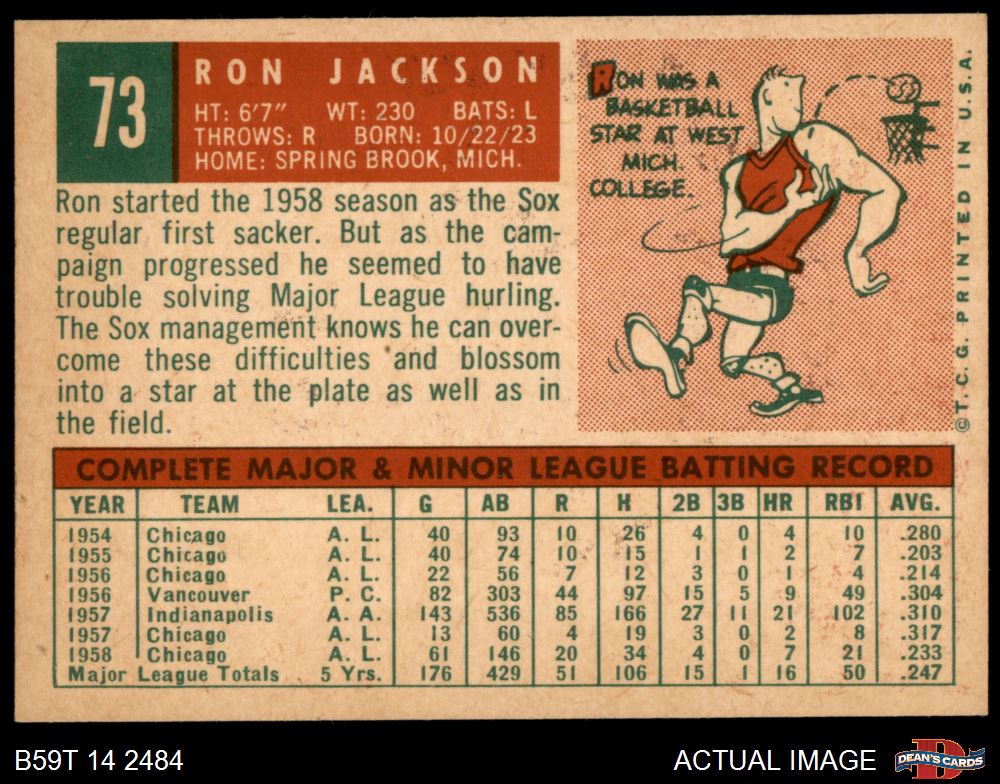 73
RON JACKSON
HT: 6'7" WT: 230 BATS: L
THROWS: R BORN: 10/22/23
HOME: SPRING BROOK, MICH.
Ron started the 1958 season as the Sox
regular first sacker. But as the cam-
paign progressed he seemed to have
trouble solving Major League hurling.
The Sox management knows he can over-
come these difficulties and blossom
into a star at the plate as well as in
the field.
RON WAS A
BASKETBALL
STAR AT WEST
MICH
COLLEGE.
©T.C.G. PRINTED IN U.S.A.
COMPLETE MAJOR & MINOR LEAGUE BATTING RECORD
YEAR TEAM LEA. G AB R H 2B 3B HR RBI AVG.
1954 Chicago A. L. 40 93 10 26 4 0 4 10 .280
1955 Chicago A. L. 40 74 10 15 1 1 2 7 .203
1956 Chicago A. L. 22 56 7 12 3 0 1 4 .214
1956 Vancouver P. C. 82 303 44 97 15 5 9 49 .304
1957 Indianapolis A. A. 143 536 85 166 27 11 21 102 .310
1957 Chicago A. L. 13 60 4 19 3 0 2 8 .317
1958 Chicago A. L. 61 146 20 34 4 0 7 21 .233
Major League Totals 5 Yrs. 176 429 51 106 15 1 16 50 .247
B59T 14 2484
ACTUAL IMAGE
DEAN'S CARDS